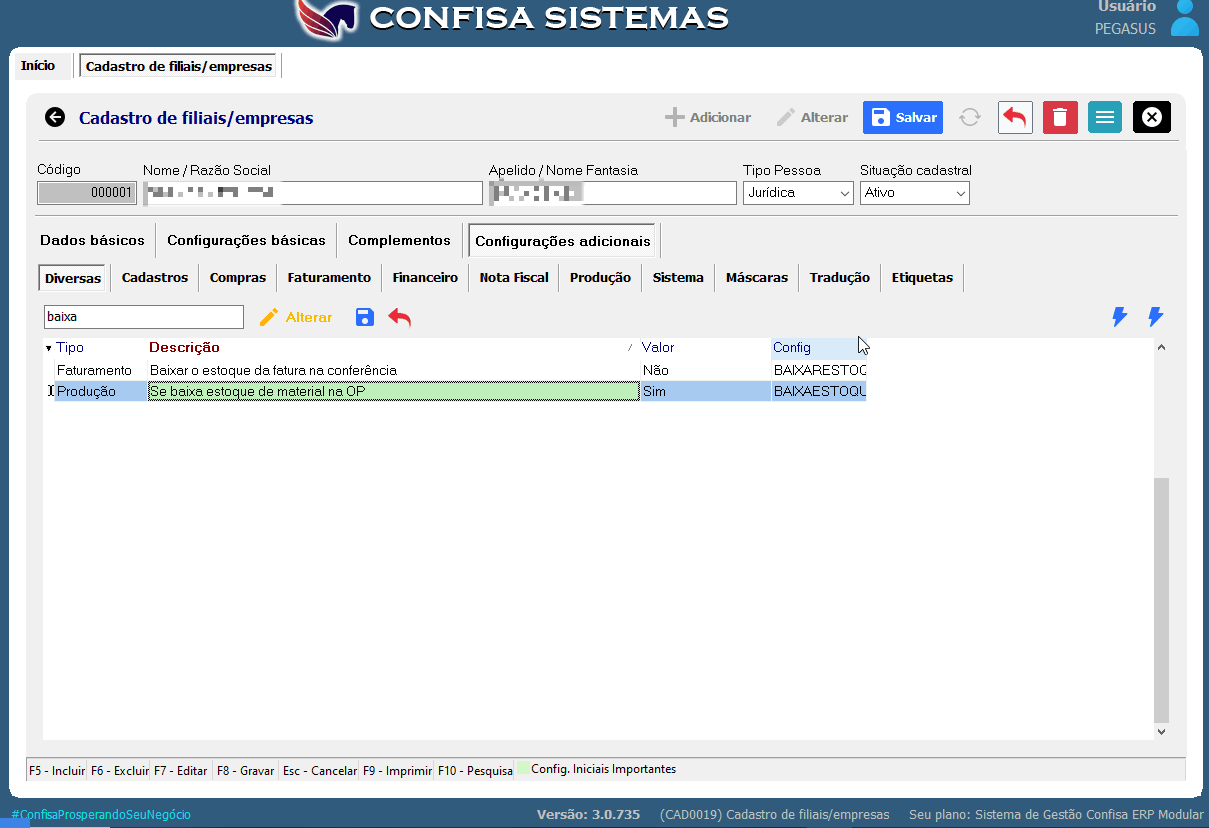 CONFISA SISTEMAS
Usuário
PEGASUS
Início
Cadastro de filiais/empresas
Cadastro de filiais/empresas
Adicionar
Alterar
Salvar
Código
Nome / Razão Social
Apelido / Nome Fantasia
Tipo Pessoa
Situação cadastral
000001
Jurídica
Ativo
Dados básicos
Configurações básicas
Complementos
Configurações adicionais
Diversas
Cadastros
Compras
Faturamento
Financeiro
Nota Fiscal
Produção
Sistema
Máscaras
Tradução
Etiquetas
baixa
Alterar
Tipo
Descrição
Valor
Config
Faturamento
Baixar o estoque da fatura na conferência
Não
BAIXARESTOQ
Produção
Se baixa estoque de material na OP
Sim
BAIXAESTOQU
F5 - Incluir
F6 - Excluir
F7 - Editar
F8 - Gravar
Esc - Cancelar
F9 - Imprimir
F10 - Pesquisa
Config. Iniciais Importantes
#ConfisaProsperandoSeuNegócio
Versão: 3.0.735
(CAD0019) Cadastro de filiais/empresas
Seu plano: Sistema de Gestão Confisa ERP Modular